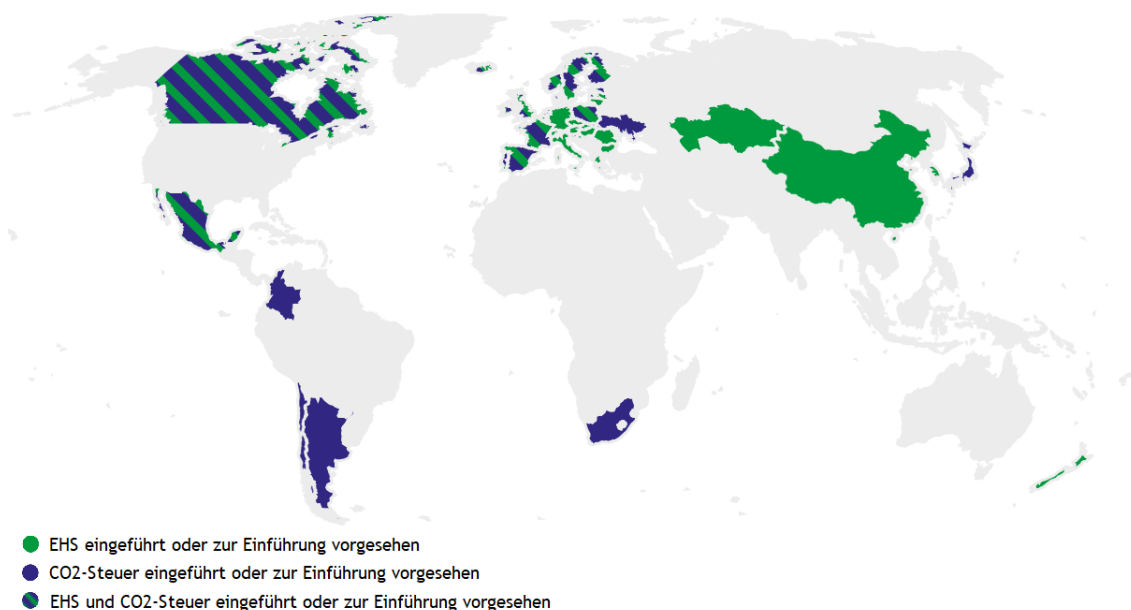 EHS eingeführt oder zur Einführung vorgesehen
CO2-Steuer eingeführt oder zur Einführung vorgesehen
EHS und CO2-Steuer eingeführt oder zur Einführung vorgesehen